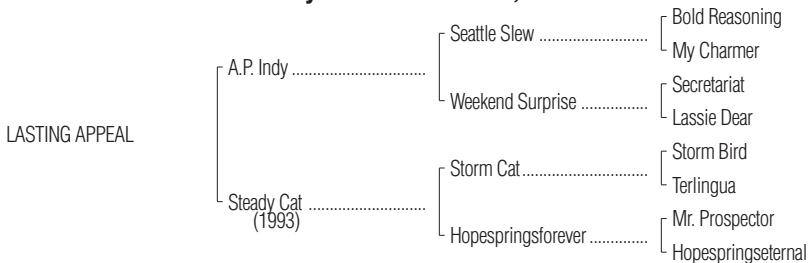 Bold Reasoning
Seattle Slew ..........................
My Charmer
A.P. Indy .................................
Secretariat
Weekend Surprise ................
Lassie Dear
LASTING APPEAL
Storm Bird
Storm Cat ..............................
Terlingua
Steady Cat ............................
(1993)
Mr. Prospector
Hopespringsforever ..............
Hopespringseternal